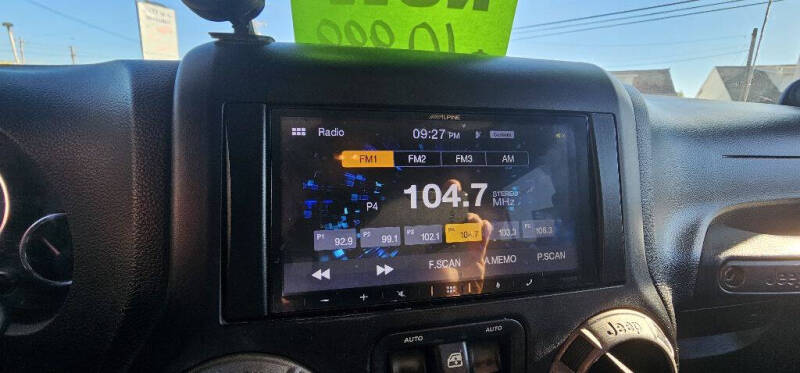 ALPINE
Radio
09:27 PM
FM1 FM2 FM3 AM
P4 104.7 STEREO
MHz
P1 92.9 99.1 102.1 104.7 103.3 106.3
F.SCAN A.MEMO P.SCAN
AUTO AUTO
Jeep
Jeep